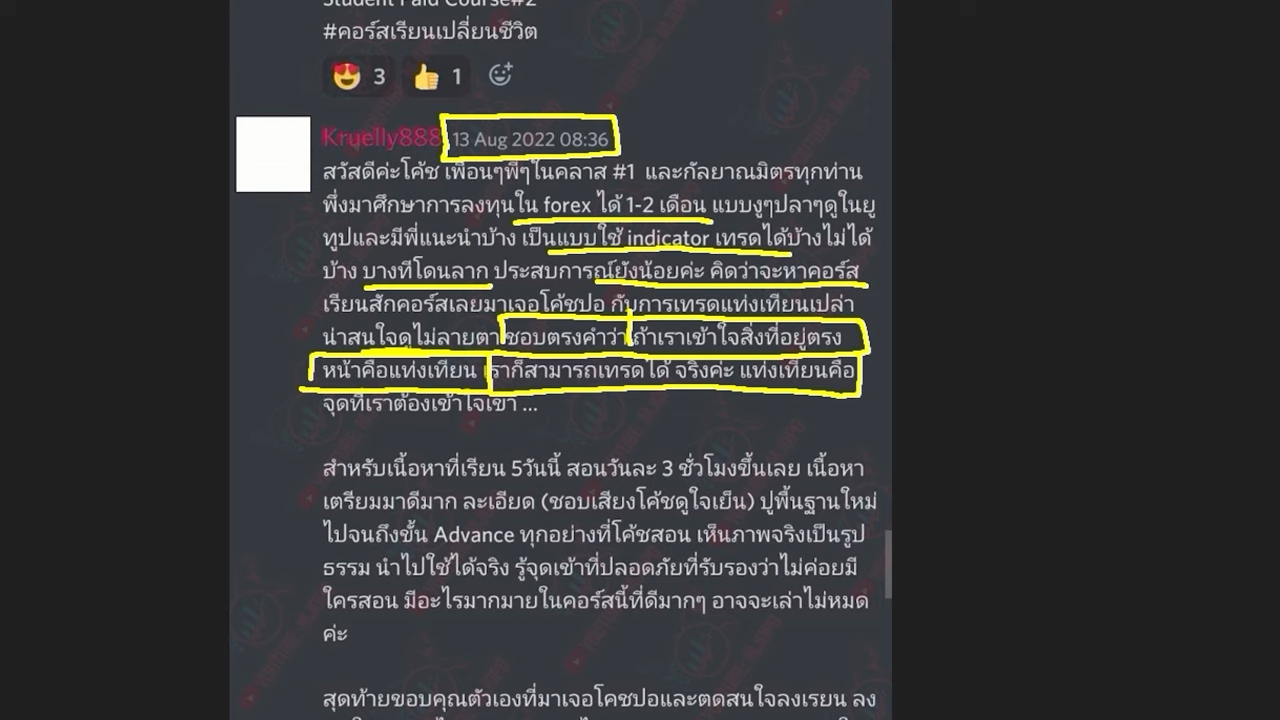 Student Paid Course#2
#คอร์สเรียนเปลี่ยนชีวิต
3 1
Kruelly888 13 Aug 2022 08:36
สวัสดีค่ะโค้ช เพื่อนๆพี่ๆในคลาส #1 และกัลยาณมิตรทุกท่าน
พึ่งมาศึกษาการลงทุนใน forex ได้ 1-2 เดือน แบบงูๆปลาๆดูในยู
ทูปและมีพี่แนะนำบ้าง เป็นแบบใช้ indicator เทรดได้บ้างไม่ได้
บ้าง บางทีโดนลาก ประสบการณ์ยังน้อยค่ะ คิดว่าจะหาคอร์ส
เรียนสักคอร์สเลยมาเจอโค้ชปอ กับการเทรดแท่งเทียนเปล่า
น่าสนใจดูไม่ลายตา ชอบตรงคำว่า ถ้าเราเข้าใจสิ่งที่อยู่ตรง
หน้าคือแท่งเทียน เราก็สามารถเทรดได้ จริงค่ะ แท่งเทียนคือ
จุดที่เราต้องเข้าใจเขา ...
สำหรับเนื้อหาที่เรียน 5วันนี้ สอนวันละ 3 ชั่วโมงขึ้นเลย เนื้อหา
เตรียมมาดีมาก ละเอียด (ชอบเสียงโค้ชดูใจเย็น) ปูพื้นฐานใหม่
ไปจนถึงขั้น Advance ทุกอย่างที่โค้ชสอน เห็นภาพจริงเป็นรูป
ธรรม นำไปใช้ได้จริง รู้จุดเข้าที่ปลอดภัยที่รับรองว่าไม่ค่อยมี
ใครสอน มีอะไรมากมายในคอร์สนี้ที่ดีมากๆ อาจจะเล่าไม่หมด
ค่ะ
สุดท้ายขอบคุณตัวเองที่มาเจอโคชปอและตดสนใจลงเรยน ลง